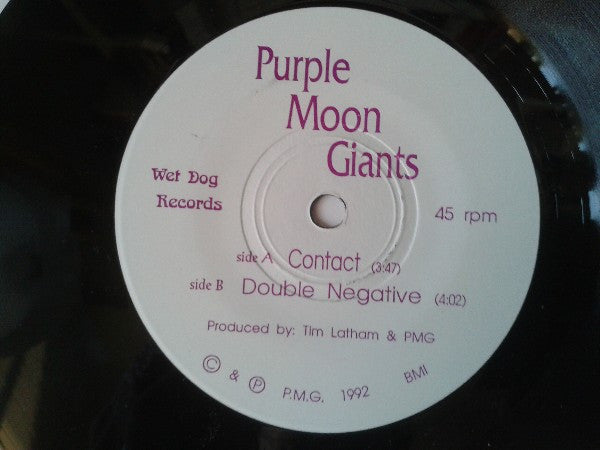 Purple
Moon
Giants
Wet Dog
Records
45 rpm
side A Contact (3:47)
side B Double Negative (4:02)
Produced by: Tim Latham & PMG
© & ℗ P.M.G. 1992 BMI